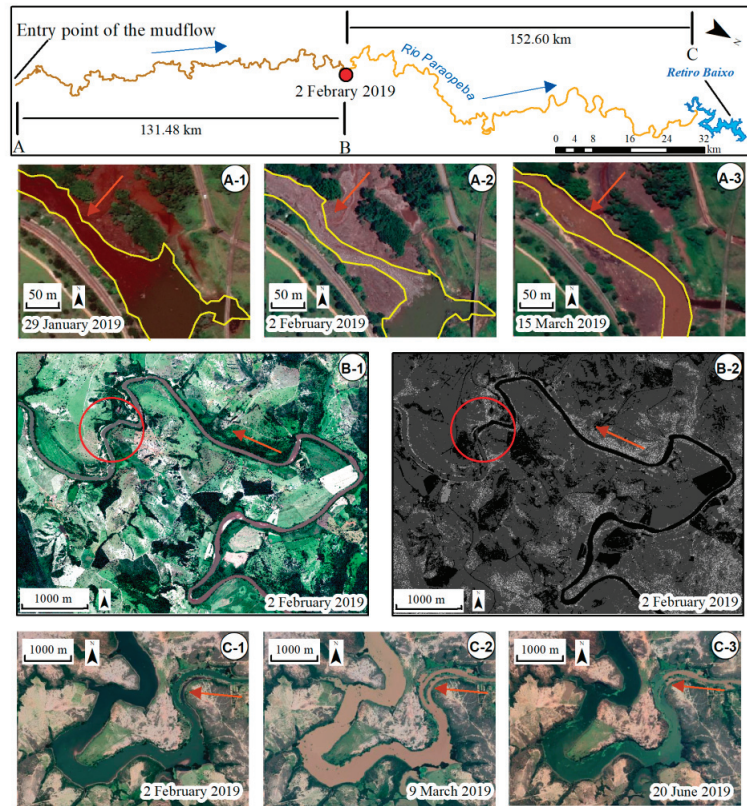 Entry point of the mudflow
152.60 km
C
N
Rio Paraopeba
Retiro Baixo
2 Febrary 2019
131.48 km
A
B
0 4 8 16 24 32
km
A-1
N
50 m
29 January 2019
A-2
N
50 m
2 February 2019
A-3
N
50 m
15 March 2019
B-1
N
1000 m
2 February 2019
B-2
N
1000 m
2 February 2019
C-1
N
1000 m
2 February 2019
C-2
N
1000 m
9 March 2019
C-3
N
1000 m
20 June 2019